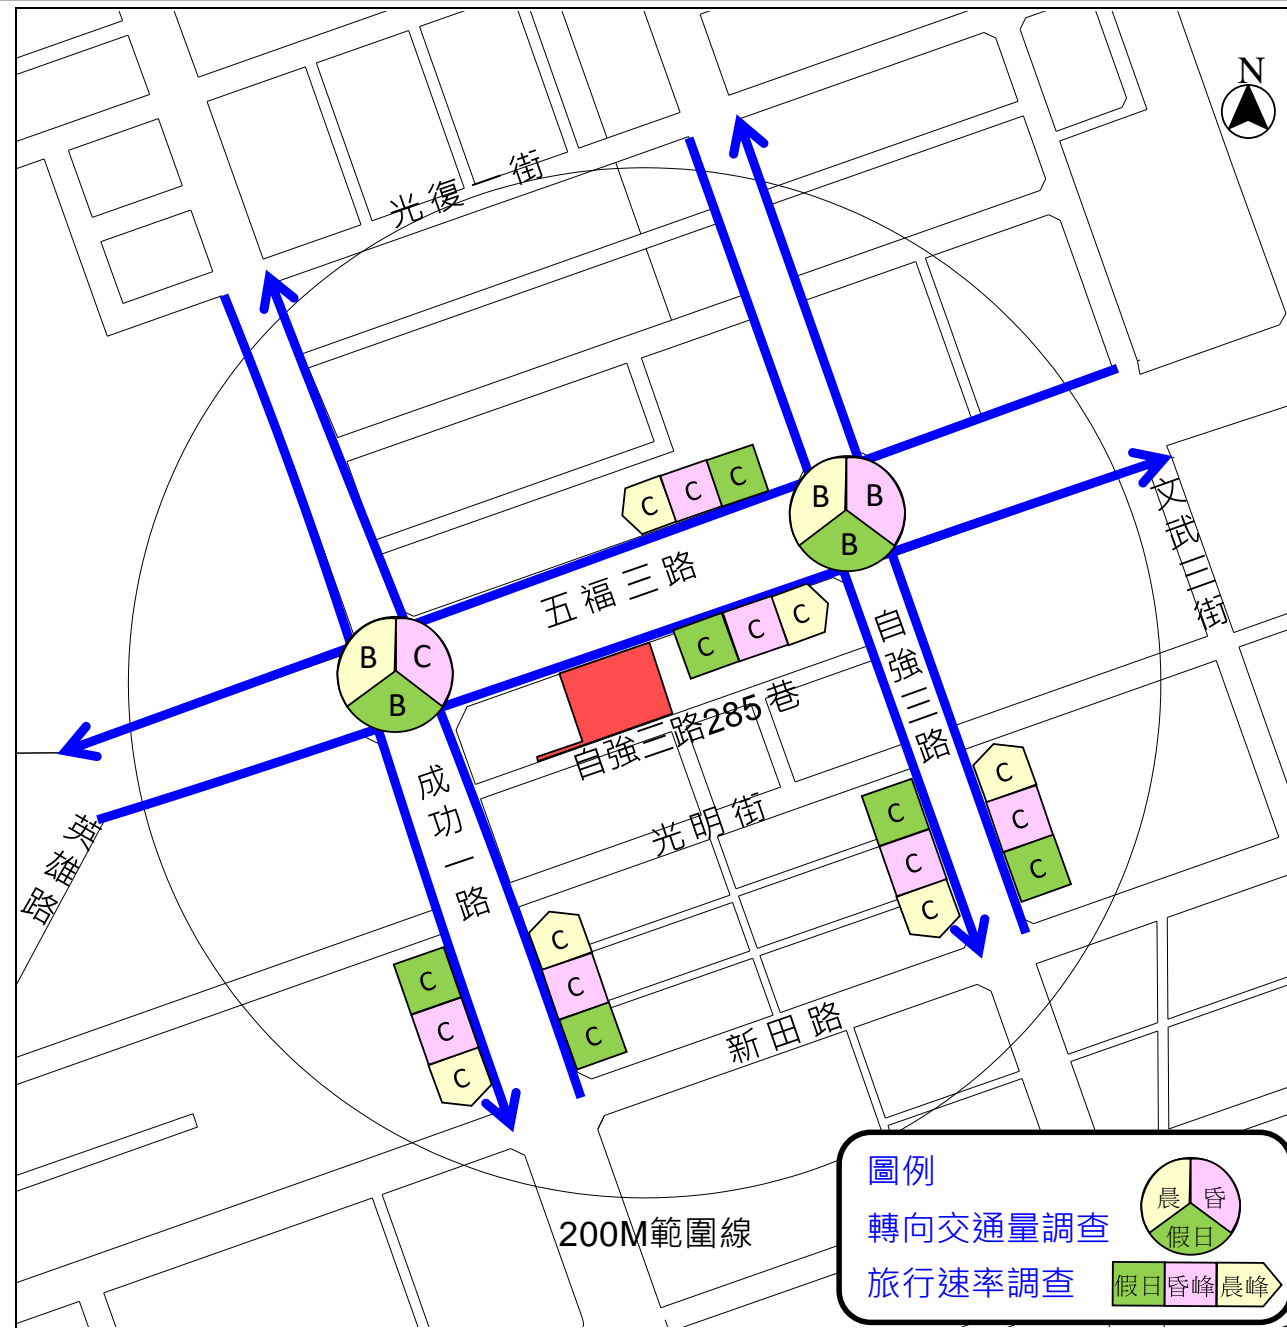 N
光復一街
C C C
B B B
五福三路
文武三街
B C B
C C C
自強三路
自強三路285巷
成功一路
光明街
英雄路
C
C
C
C
C
C
C
C
C
C
C
C
新田路
200M範圍線
圖例
轉向交通量調查 晨 昏 假日
旅行速率調查 假日 昏峰 晨峰